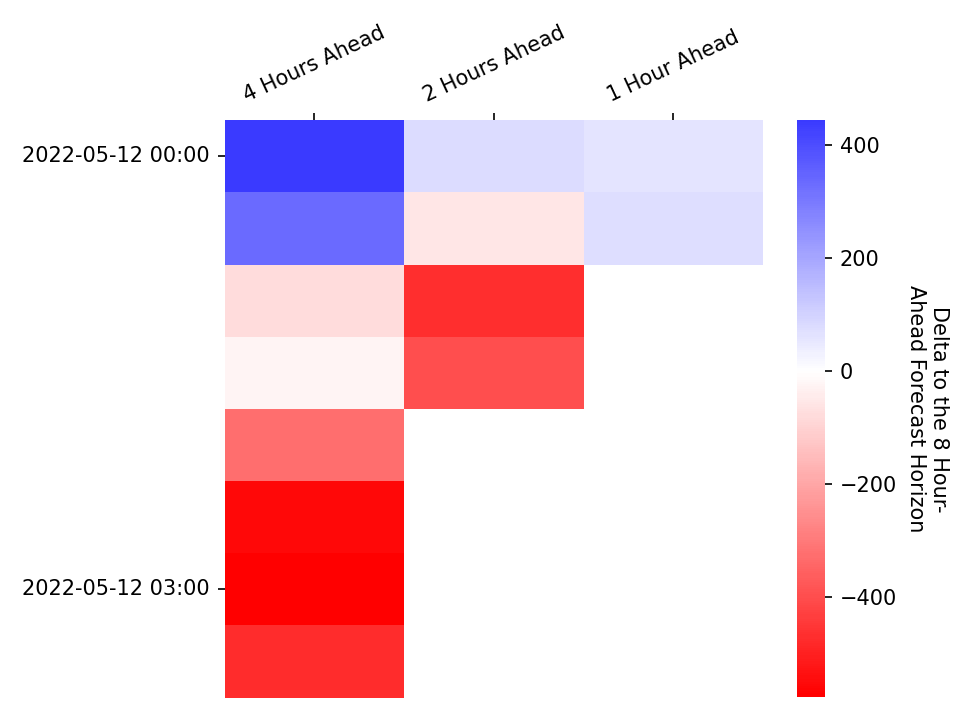 4 Hours Ahead
2 Hours Ahead
1 Hour Ahead
2022-05-12 00:00
2022-05-12 03:00
400
200
0
−200
−400
Delta to the 8 Hour-
Ahead Forecast Horizon